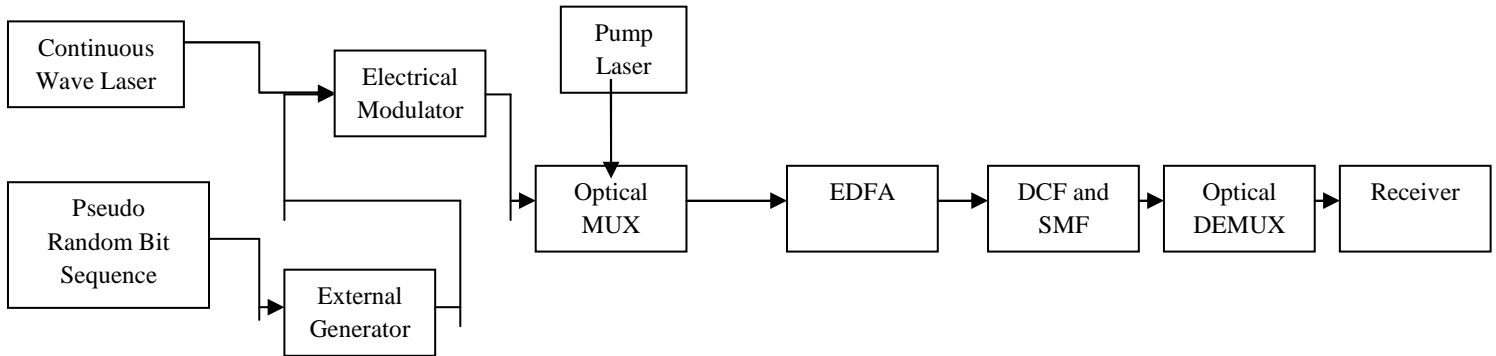 Continuous
Wave Laser
Electrical
Modulator
Pump
Laser
Pseudo
Random Bit
Sequence
External
Generator
Optical
MUX
EDFA
DCF and
SMF
Optical
DEMUX
Receiver